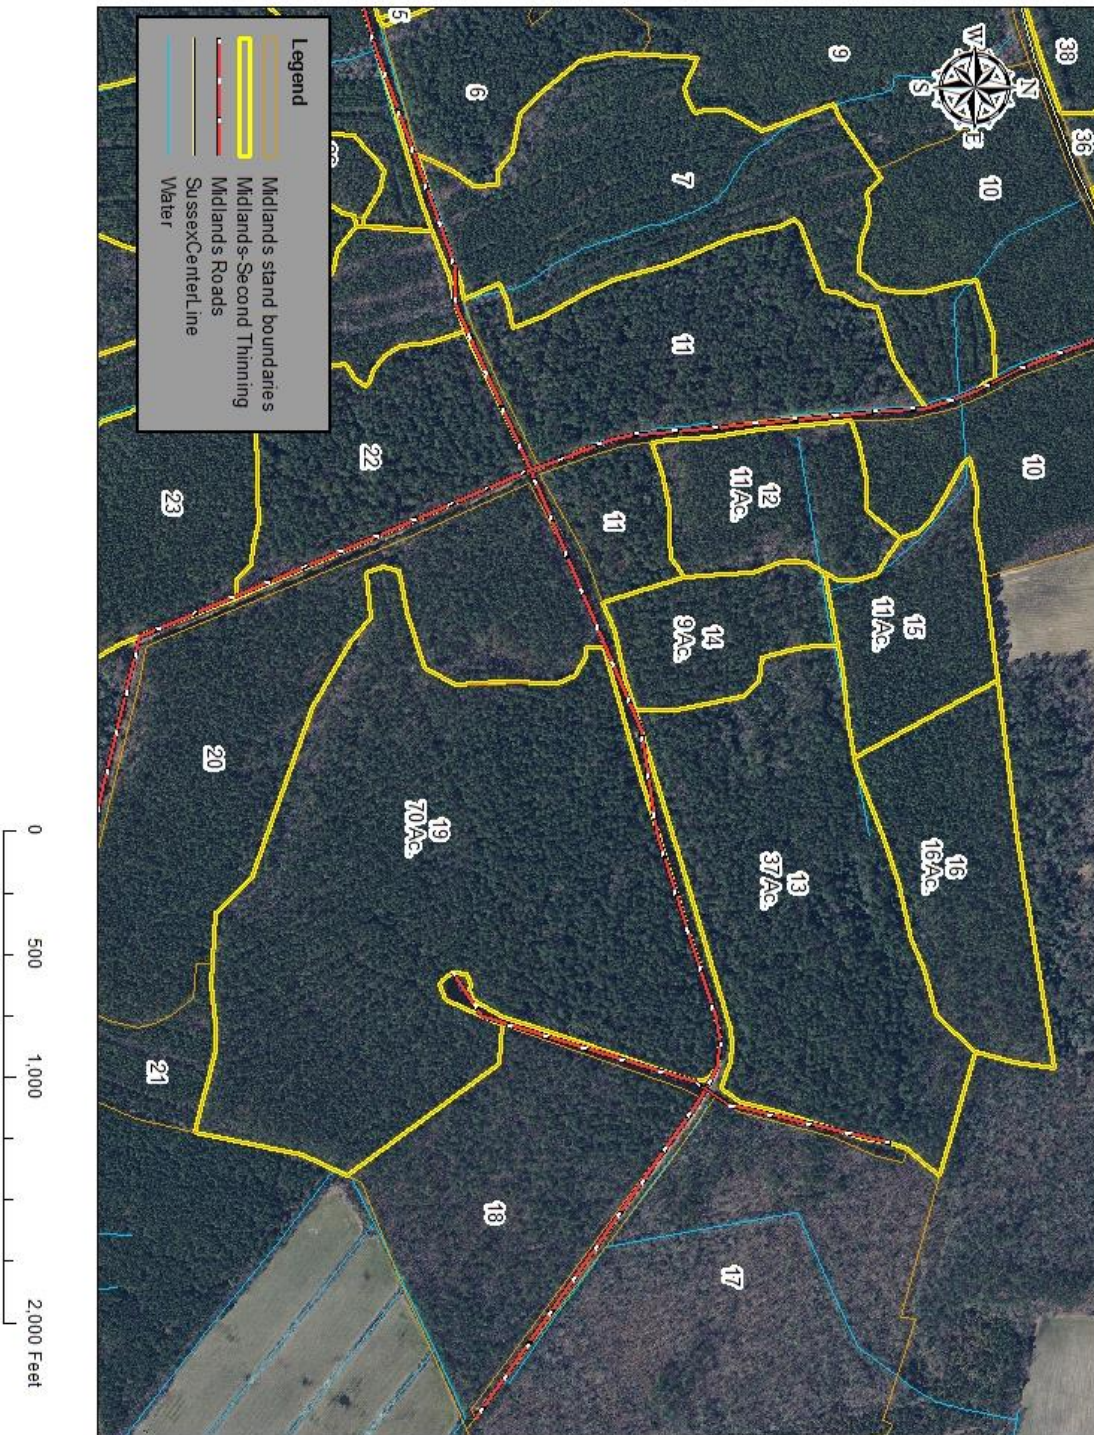 Legend
Midlands stand boundaries
Midlands-Second Thinning
Midlands Roads
SussexCenterLine
Water
N
E
S
W
38
36
9
10
5
6
7
11
10
12
11 Ac.
11
15
11 Ac.
14
9 Ac.
22
23
16
16 Ac.
13
37 Ac.
19
70 Ac.
20
21
18
17
0
500
1,000
2,000 Feet